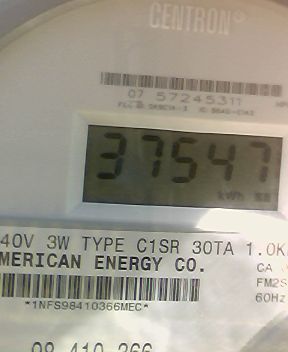 CENTRON®
07 57245311
37547
kWh
40V 3W TYPE C1SR 30TA 1.0K
MERICAN ENERGY CO.
CA
FM2S
60Hz
*1NFS98410366MEC*
98 410 366